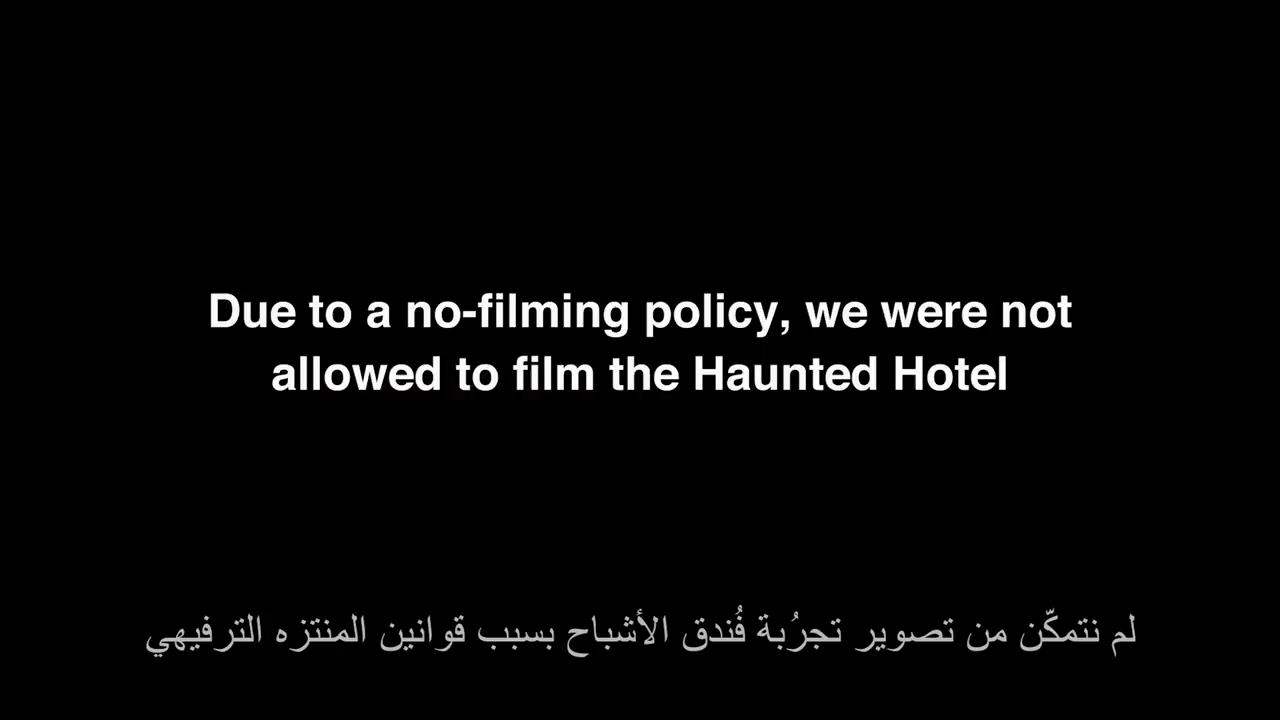 Due to a no-filming policy, we were not
allowed to film the Haunted Hotel
لم نتمكّن من تصوير تجرُبة فُندق الأشباح بسبب قوانين المنتزه الترفيهي